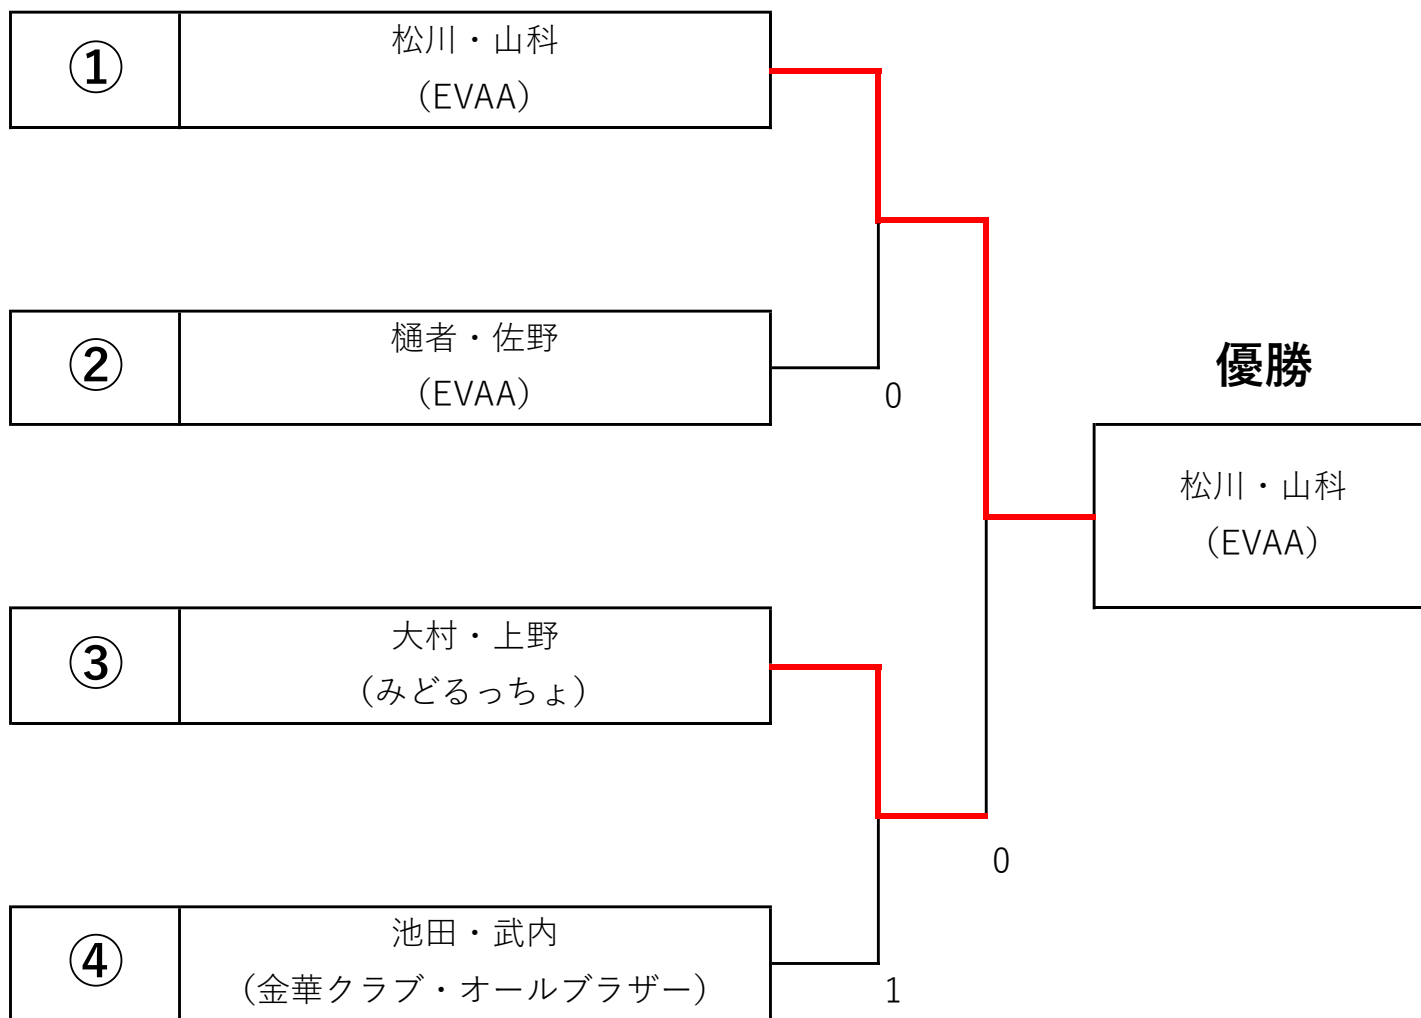 ① 松川・山科
(EVAA)
② 樋者・佐野
(EVAA)
0
優勝
松川・山科
(EVAA)
③ 大村・上野
(みどるっちょ)
0
④ 池田・武内
(金華クラブ・オールブラザー)
1